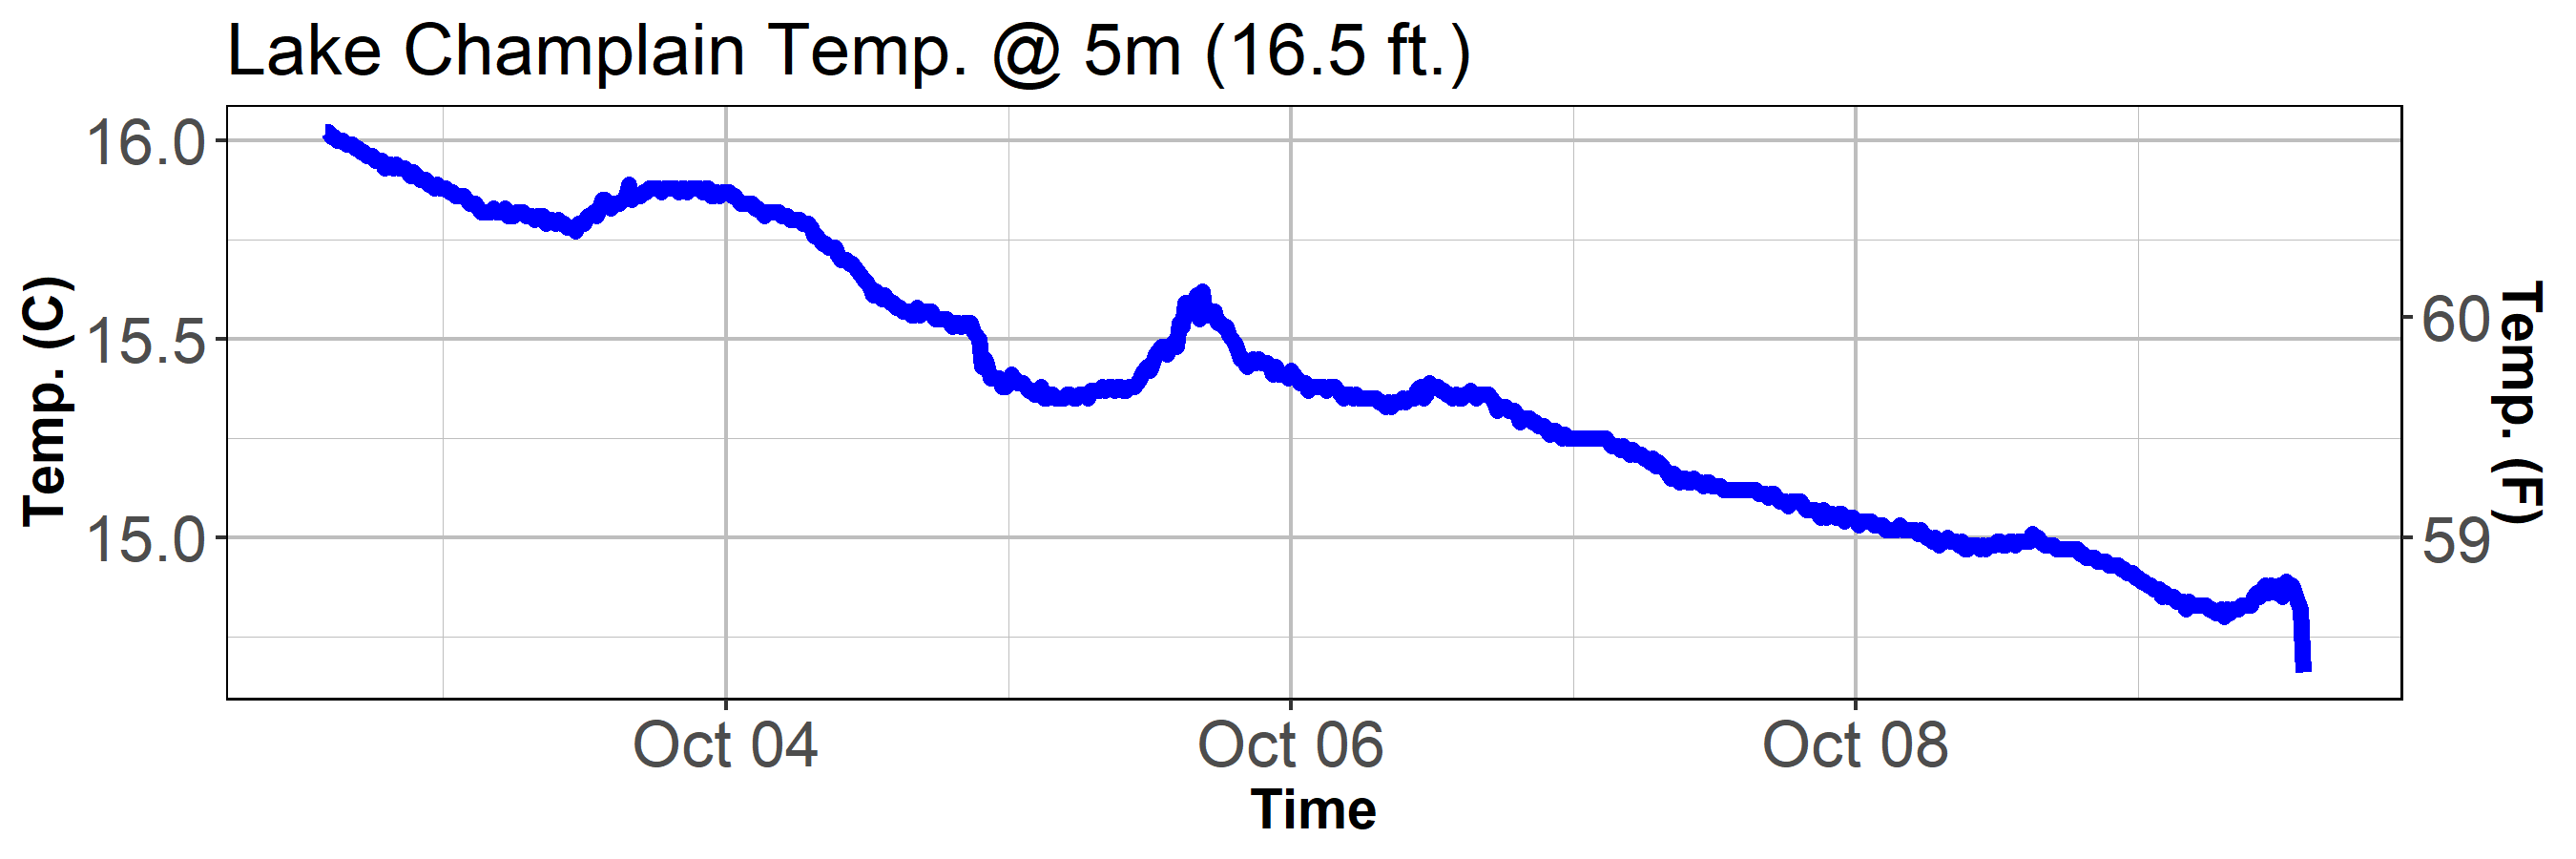 Lake Champlain Temp. @ 5m (16.5 ft.)
Temp. (C)
16.0
15.5
15.0
60
59
Temp. (F)
Oct 04
Oct 06
Oct 08
Time